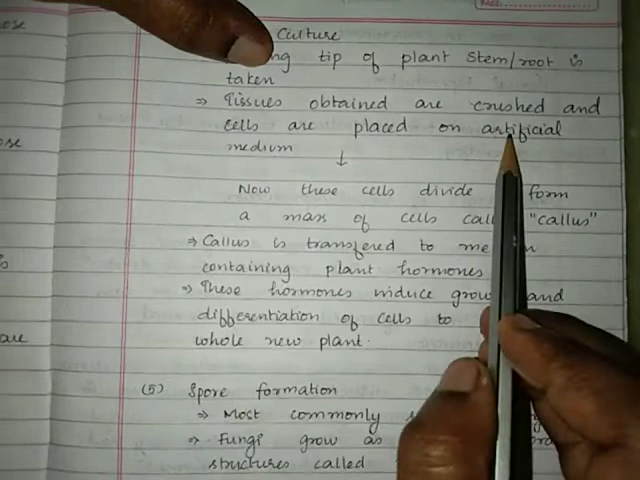 Culture
tip of plant stem/root is
taken
⇒ Tissues obtained are crushed and
cells are placed on artificial
medium
↓
Now these cells divide form
a mass of cells "callus"
⇒ Callus is transfered to
containing plant hormones
⇒ These hormones induce and
differentiation of cells to
whole new plant.
(5) Spore formation
⇒ Most commonly
⇒ Fungi grow as
structures called
are